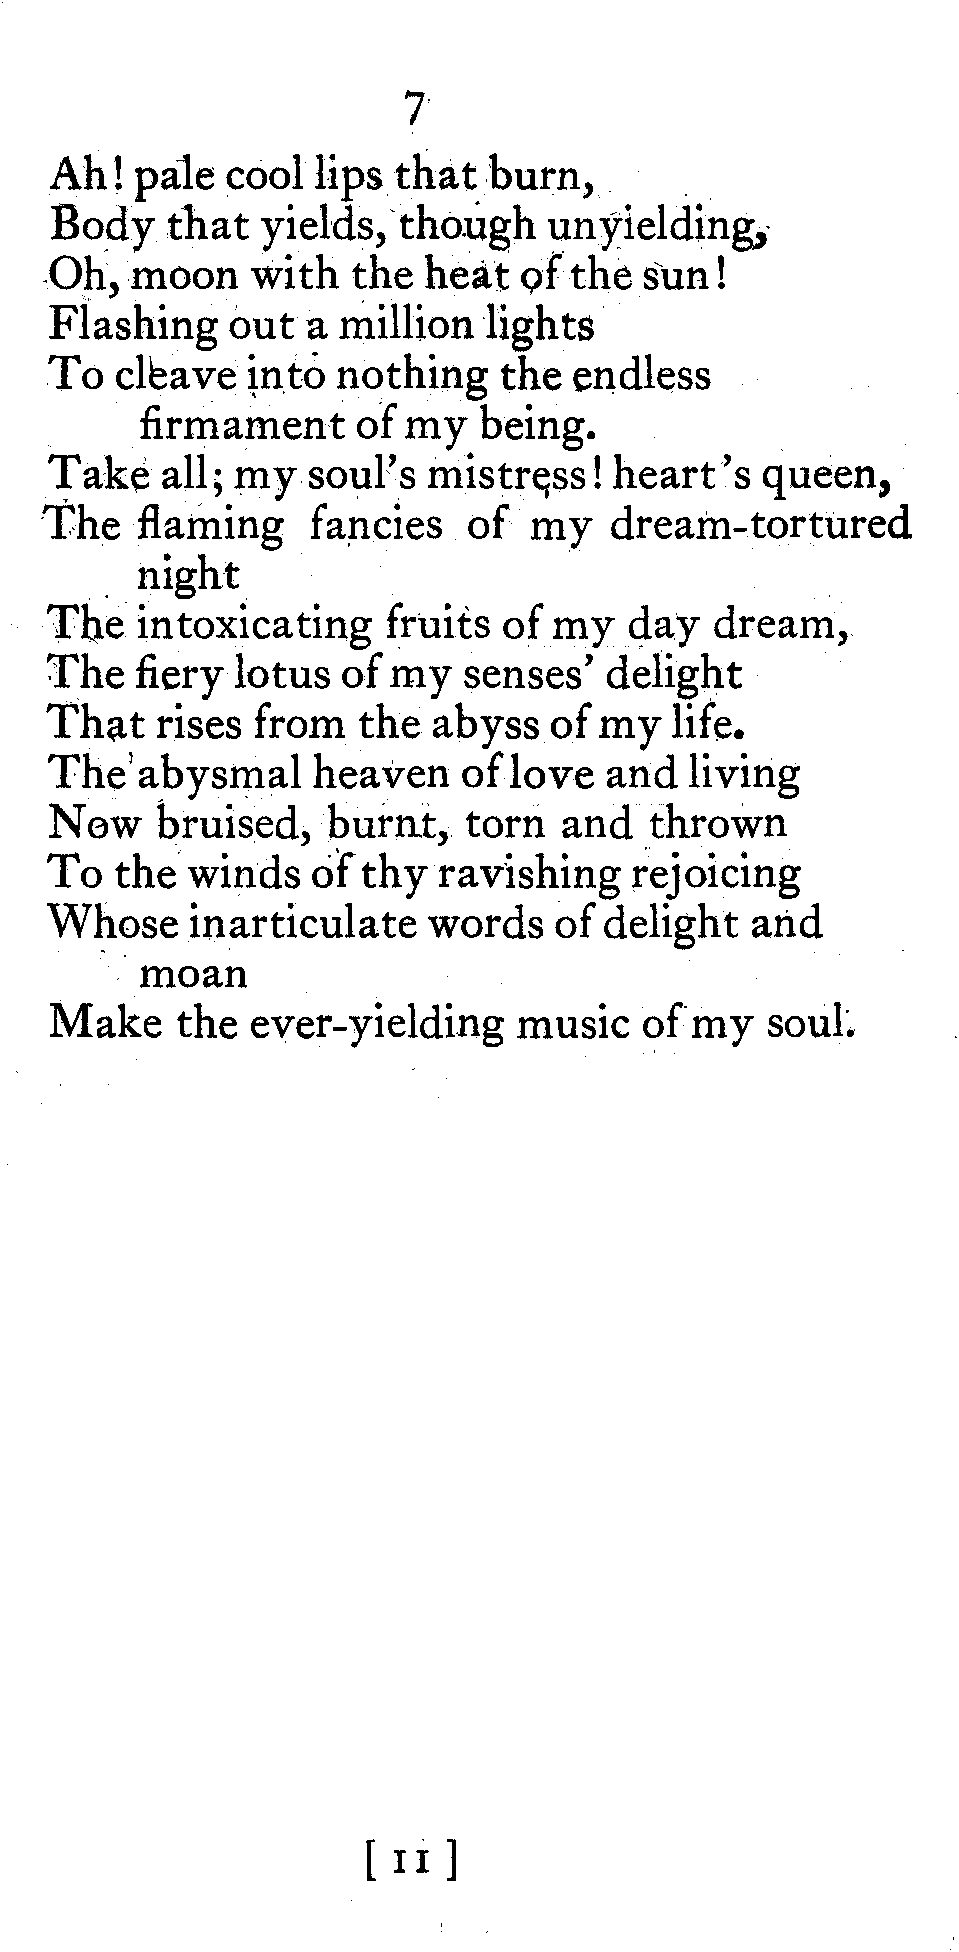 7
Ah! pale cool lips that burn,
Body that yields, though unyielding,
Oh, moon with the heat of the sun!
Flashing out a million lights
To cleave into nothing the endless
firmament of my being.
Take all; my soul's mistress! heart's queen,
The flaming fancies of my dream-tortured
night
The intoxicating fruits of my day dream,
The fiery lotus of my senses' delight
That rises from the abyss of my life.
The abysmal heaven of love and living
Now bruised, burnt, torn and thrown
To the winds of thy ravishing rejoicing
Whose inarticulate words of delight and
moan
Make the ever-yielding music of my soul.
[ 11 ]